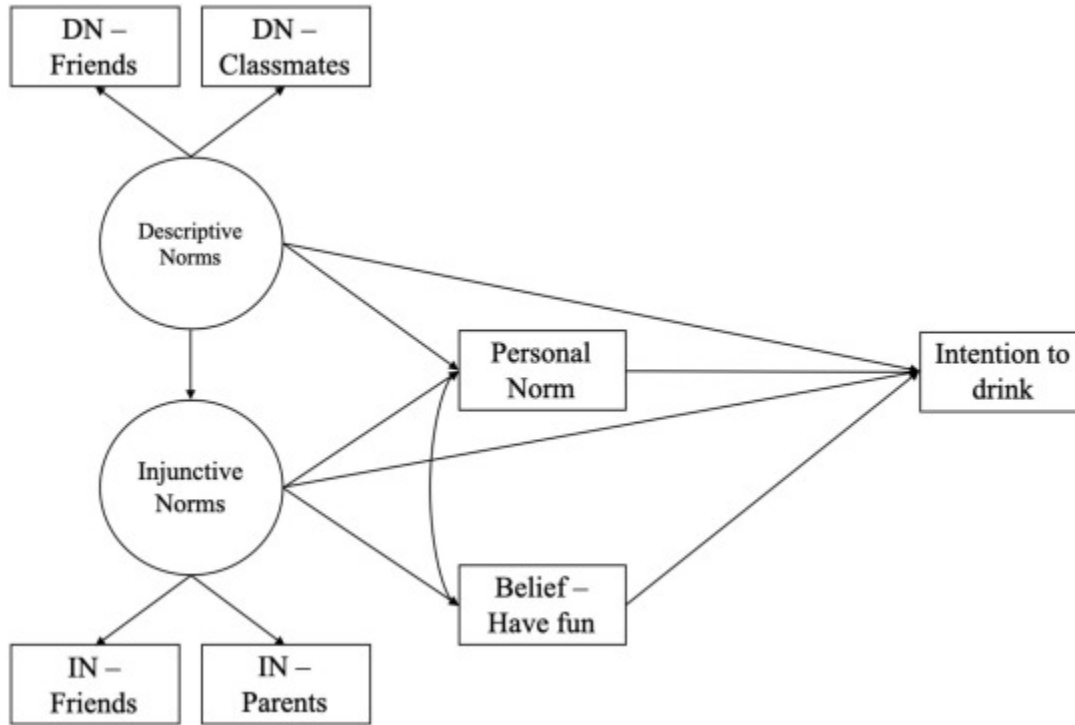 DN –
Friends
DN –
Classmates
Descriptive
Norms
Personal
Norm
Intention to
drink
Injunctive
Norms
Belief –
Have fun
IN –
Friends
IN –
Parents